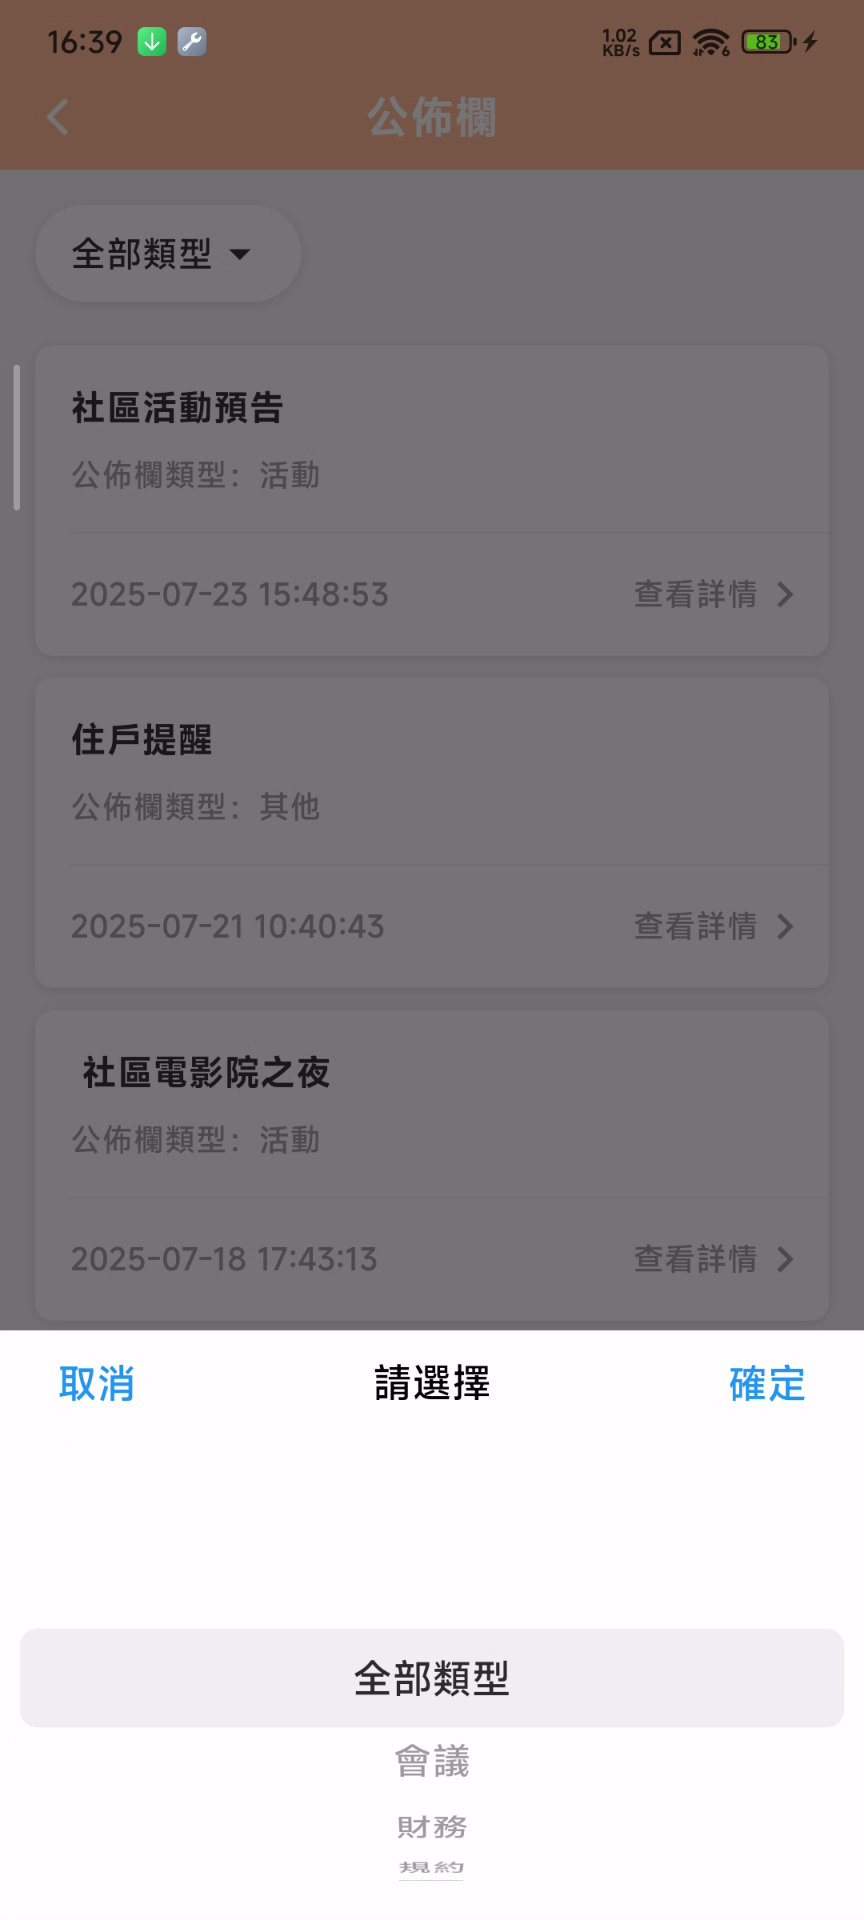 16:39
1.02
KB/s
6
83
公佈欄
全部類型
社區活動預告
公佈欄類型：活動
2025-07-23 15:48:53 查看詳情
住戶提醒
公佈欄類型：其他
2025-07-21 10:40:43 查看詳情
社區電影院之夜
公佈欄類型：活動
2025-07-18 17:43:13 查看詳情
取消 請選擇 確定
全部類型
會議
財務
規約